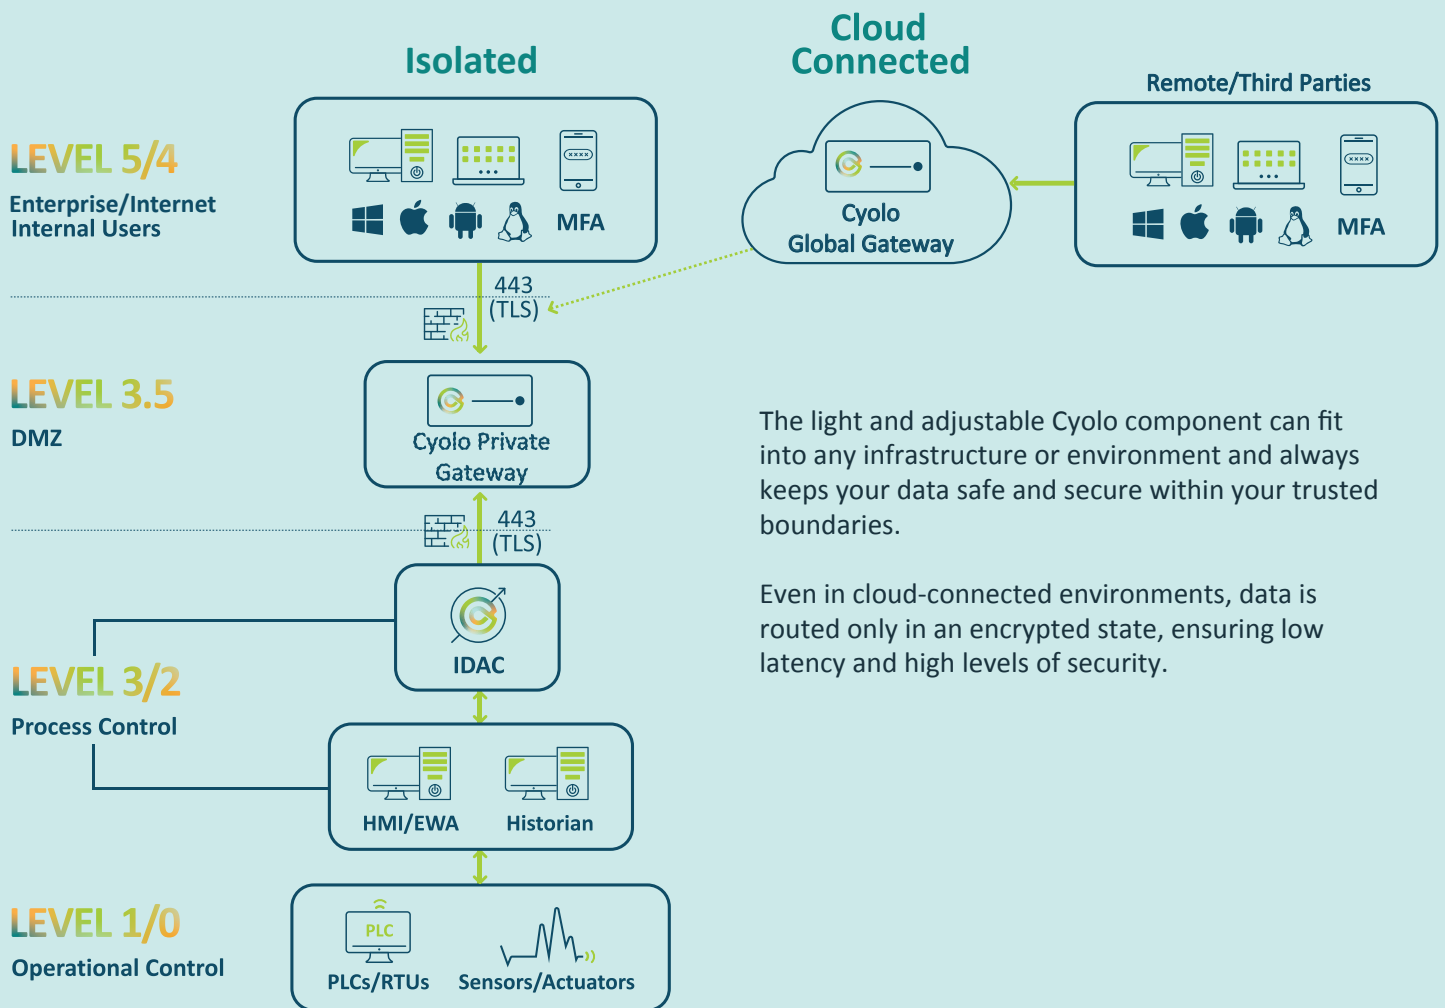 Isolated
Cloud
Connected
Remote/Third Parties
LEVEL 5/4
Enterprise/Internet
Internal Users
MFA
xxxx
Cyolo
Global Gateway
MFA
xxxx
443
(TLS)
LEVEL 3.5
DMZ
Cyolo Private
Gateway
The light and adjustable Cyolo component can fit
into any infrastructure or environment and always
keeps your data safe and secure within your trusted
boundaries.
Even in cloud-connected environments, data is
routed only in an encrypted state, ensuring low
latency and high levels of security.
443
(TLS)
IDAC
LEVEL 3/2
Process Control
HMI/EWA
Historian
LEVEL 1/0
Operational Control
PLC
PLCs/RTUs
Sensors/Actuators